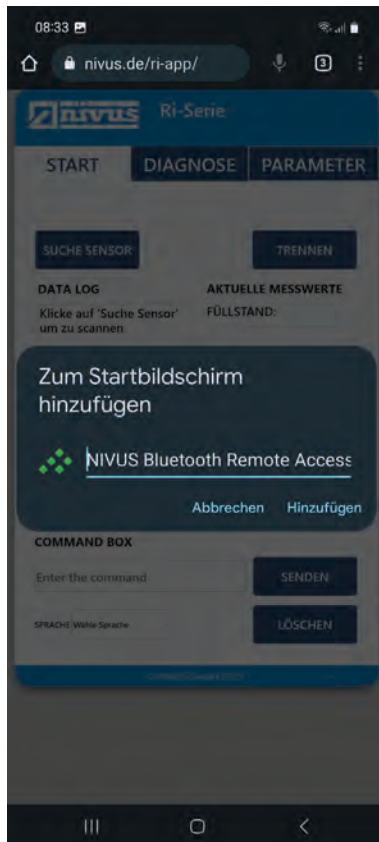 08:33
nivus.de/ri-app/
3
nivus Ri-Serie
START DIAGNOSE PARAMETER
SUCHE SENSOR TRENNEN
DATA LOG AKTUELLE MESSWERTE
Klicke auf 'Suche Sensor' FÜLLSTAND:
um zu scannen
Zum Startbildschirm
hinzufügen
NIVUS Bluetooth Remote Access
Abbrechen Hinzufügen
COMMAND BOX
Enter the command SENDEN
SPRACHE Wähle Sprache LÖSCHEN